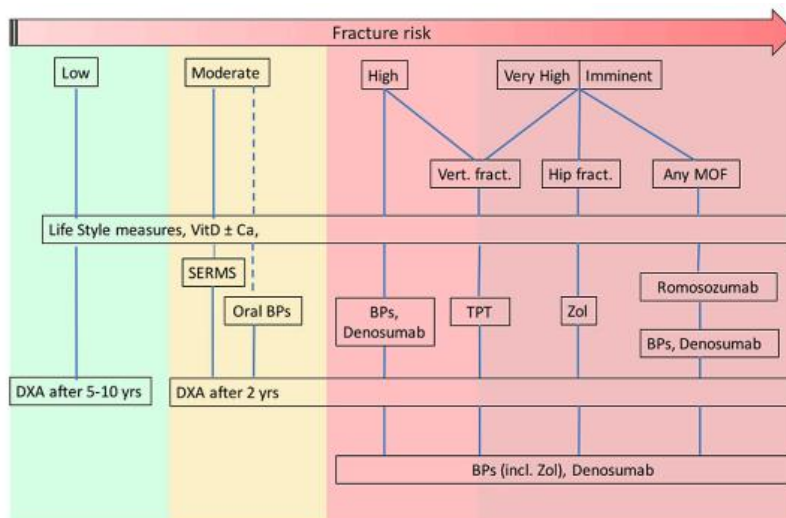 Fracture risk
Low
Moderate
High
Very High
Imminent
Vert. fract.
Hip fract.
Any MOF
Life Style measures, VitD ± Ca,
SERMS
Oral BPs
BPs,
Denosumab
TPT
Zol
Romosozumab
BPs, Denosumab
DXA after 5-10 yrs
DXA after 2 yrs
BPs (incl. Zol), Denosumab